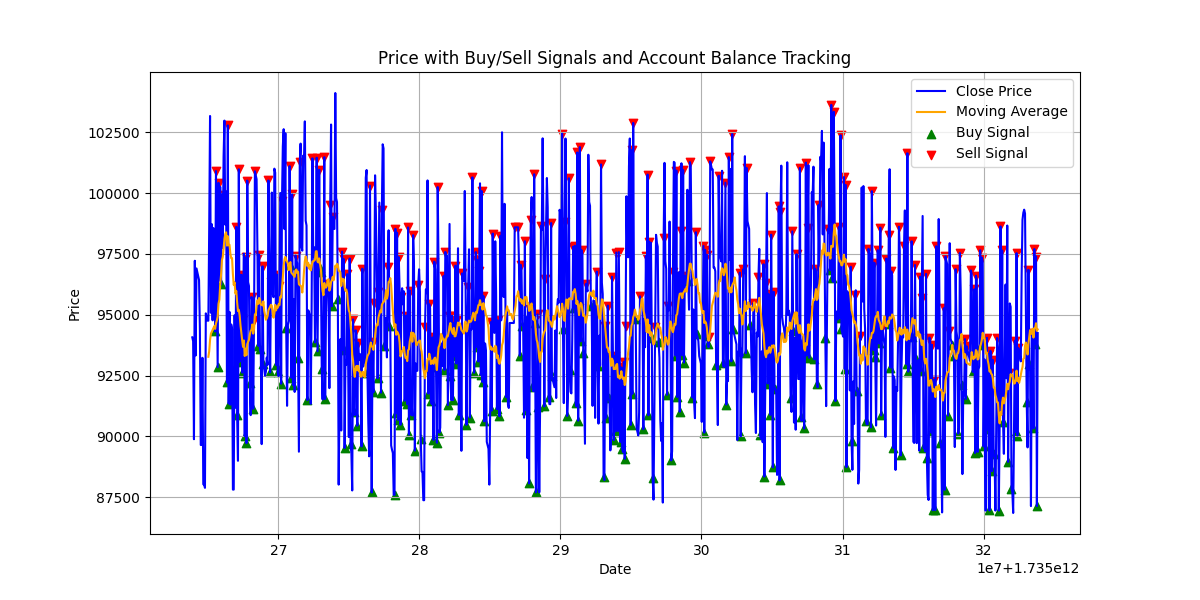 Price with Buy/Sell Signals and Account Balance Tracking
Close Price
Moving Average
Buy Signal
Sell Signal
Price
102500
100000
97500
95000
92500
90000
87500
27 28 29 30 31 32
Date
1e7+1.735e12